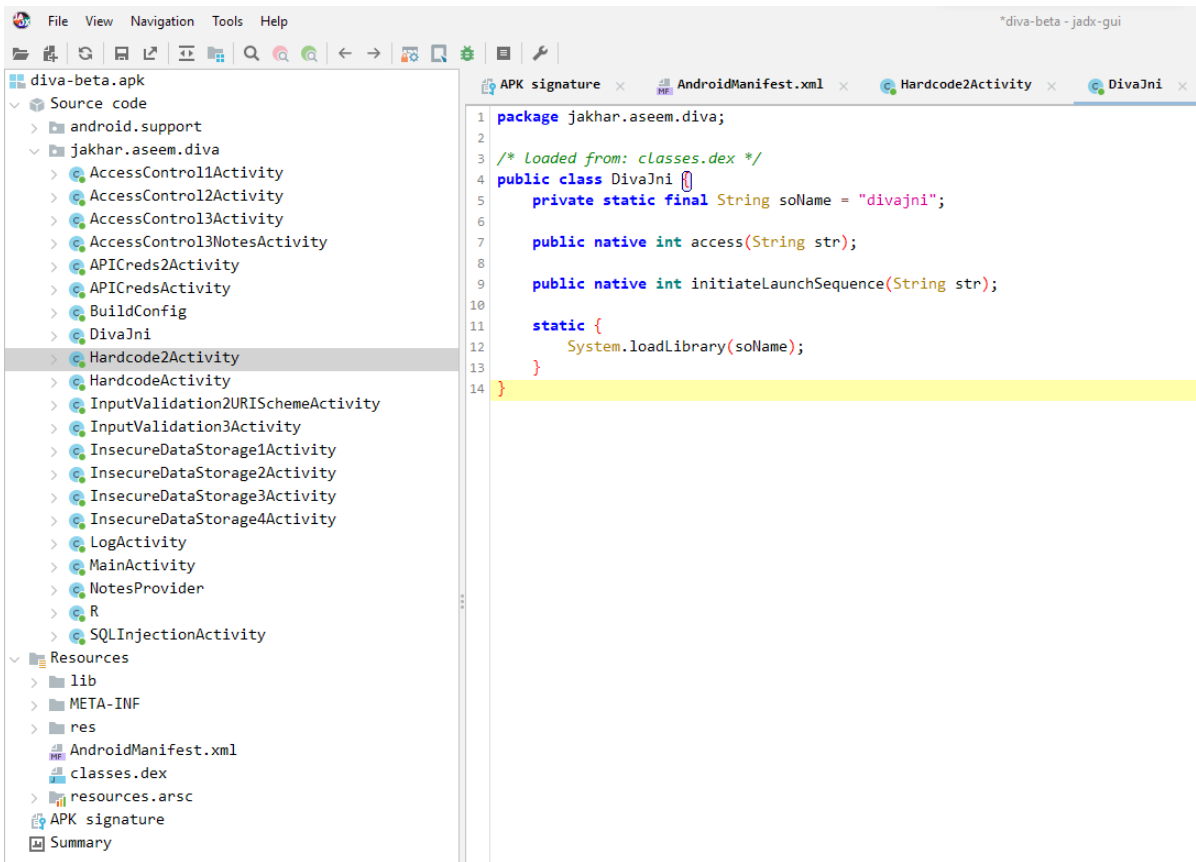 File View Navigation Tools Help
*diva-beta - jadx-gui
diva-beta.apk
Source code
android.support
jakhar.aseem.diva
AccessControl1Activity
AccessControl2Activity
AccessControl3Activity
AccessControl3NotesActivity
APICreds2Activity
APICredsActivity
BuildConfig
DivaJni
Hardcode2Activity
HardcodeActivity
InputValidation2URISchemeActivity
InputValidation3Activity
InsecureDataStorage1Activity
InsecureDataStorage2Activity
InsecureDataStorage3Activity
InsecureDataStorage4Activity
LogActivity
MainActivity
NotesProvider
R
SQLInjectionActivity
Resources
lib
META-INF
res
AndroidManifest.xml
classes.dex
resources.arsc
APK signature
Summary
APK signature × AndroidManifest.xml × Hardcode2Activity × DivaJni ×
1 package jakhar.aseem.diva;
2
3 /* loaded from: classes.dex */
4 public class DivaJni {
5 private static final String soName = "divajni";
6
7 public native int access(String str);
8
9 public native int initiateLaunchSequence(String str);
10
11 static {
12 System.loadLibrary(soName);
13 }
14 }